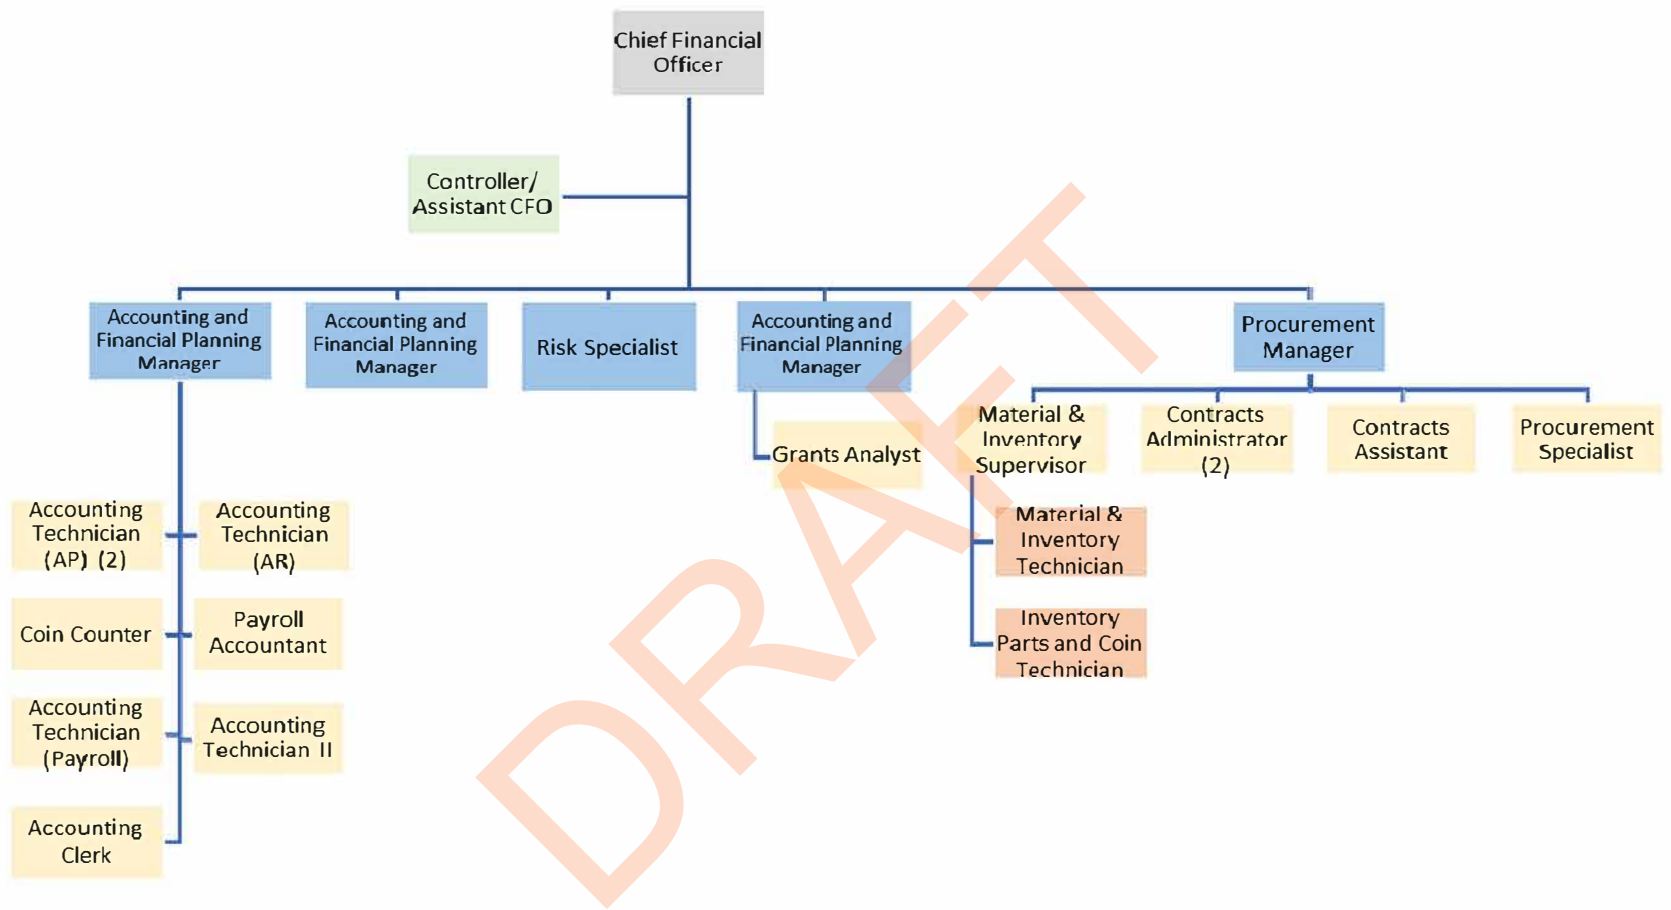 Chief Financial
Officer
Controller/
Assistant CFO
Accounting and
Financial Planning
Manager
Accounting and
Financial Planning
Manager
Risk Specialist
Accounting and
Financial Planning
Manager
Procurement
Manager
Grants Analyst
Material &
Inventory
Supervisor
Contracts
Administrator
(2)
Contracts
Assistant
Procurement
Specialist
Accounting
Technician
(AP) (2)
Accounting
Technician
(AR)
Material &
Inventory
Technician
Coin Counter
Payroll
Accountant
Inventory
Parts and Coin
Technician
Accounting
Technician
(Payroll)
Accounting
Technician II
Accounting
Clerk
DRAFT